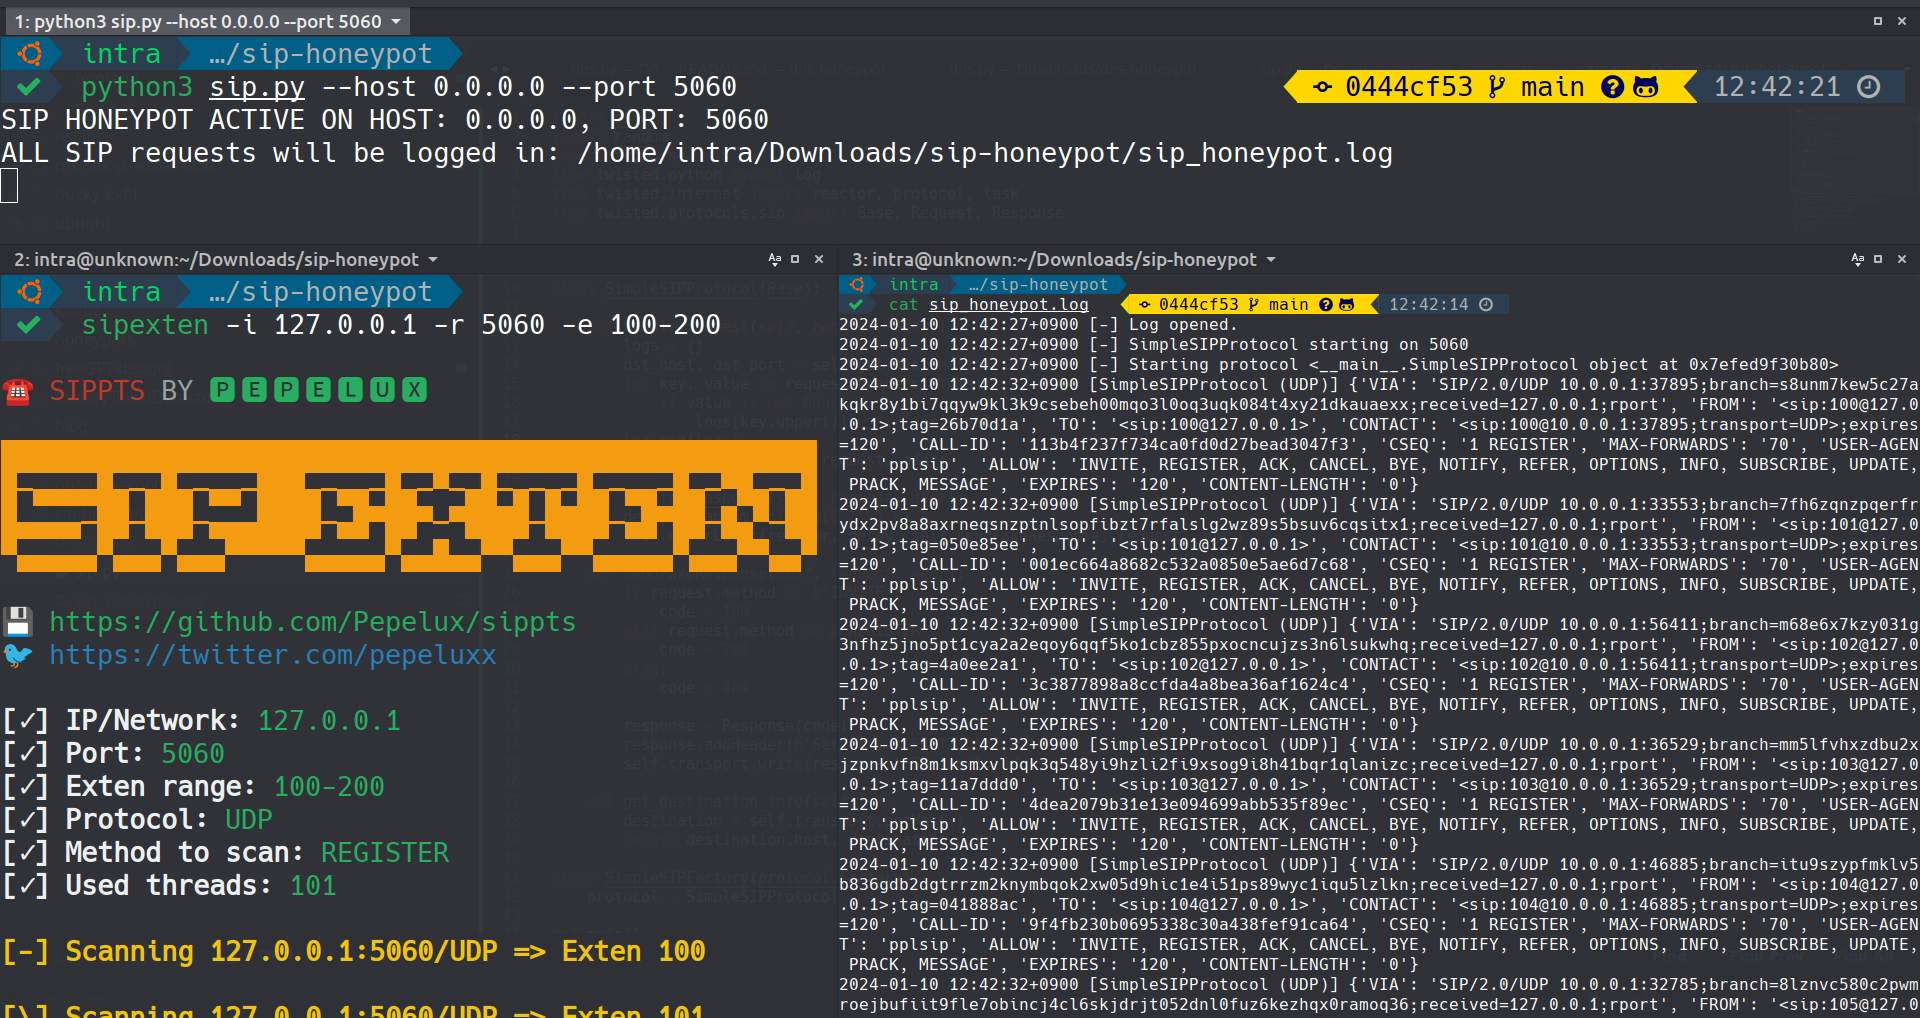 1: python3 sip.py --host 0.0.0.0 --port 5060
intra …/sip-honeypot
python3 sip.py --host 0.0.0.0 --port 5060 0444cf53 main 12:42:21
SIP HONEYPOT ACTIVE ON HOST: 0.0.0.0, PORT: 5060
ALL SIP requests will be logged in: /home/intra/Downloads/sip-honeypot/sip_honeypot.log
2: intra@unknown:~/Downloads/sip-honeypot
intra …/sip-honeypot
sipexten -i 127.0.0.1 -r 5060 -e 100-200
☎ SIPPTS BY PEPELUX
SIP EXTEN
https://github.com/Pepelux/sippts
https://twitter.com/pepeluxx
[✓] IP/Network: 127.0.0.1
[✓] Port: 5060
[✓] Exten range: 100-200
[✓] Protocol: UDP
[✓] Method to scan: REGISTER
[✓] Used threads: 101
[-] Scanning 127.0.0.1:5060/UDP => Exten 100
[\] Scanning 127.0.0.1:5060/UDP => Exten 101
3: intra@unknown:~/Downloads/sip-honeypot
intra …/sip-honeypot
cat sip_honeypot.log 0444cf53 main 12:42:14
2024-01-10 12:42:27+0900 [-] Log opened.
2024-01-10 12:42:27+0900 [-] SimpleSIPProtocol starting on 5060
2024-01-10 12:42:27+0900 [-] Starting protocol <__main__.SimpleSIPProtocol object at 0x7efed9f30b80>
2024-01-10 12:42:32+0900 [SimpleSIPProtocol (UDP)] {'VIA': 'SIP/2.0/UDP 10.0.0.1:37895;branch=s8unm7kew5c27a
kqkr8y1bi7qqyw9kl3k9csebeh00mqo3l0oq3uqk084t4xy21dkauaexx;received=127.0.0.1;rport', 'FROM': '<sip:100@127.0
.0.1>;tag=26b70d1a', 'TO': '<sip:100@127.0.0.1>', 'CONTACT': '<sip:100@10.0.0.1:37895;transport=UDP>;expires
=120', 'CALL-ID': '113b4f237f734ca0fd0d27bead3047f3', 'CSEQ': '1 REGISTER', 'MAX-FORWARDS': '70', 'USER-AGEN
T': 'pplsip', 'ALLOW': 'INVITE, REGISTER, ACK, CANCEL, BYE, NOTIFY, REFER, OPTIONS, INFO, SUBSCRIBE, UPDATE,
PRACK, MESSAGE', 'EXPIRES': '120', 'CONTENT-LENGTH': '0'}
2024-01-10 12:42:32+0900 [SimpleSIPProtocol (UDP)] {'VIA': 'SIP/2.0/UDP 10.0.0.1:33553;branch=7fh6zqnzpqerfr
ydx2pv8a8axrneqsnzptnlsopfibzt7rfalslg2wz89s5bsuv6cqsitx1;received=127.0.0.1;rport', 'FROM': '<sip:101@127.0
.0.1>;tag=050e85ee', 'TO': '<sip:101@127.0.0.1>', 'CONTACT': '<sip:101@10.0.0.1:33553;transport=UDP>;expires
=120', 'CALL-ID': '001ec664a8682c532a0850e5ae6d7c68', 'CSEQ': '1 REGISTER', 'MAX-FORWARDS': '70', 'USER-AGEN
T': 'pplsip', 'ALLOW': 'INVITE, REGISTER, ACK, CANCEL, BYE, NOTIFY, REFER, OPTIONS, INFO, SUBSCRIBE, UPDATE,
PRACK, MESSAGE', 'EXPIRES': '120', 'CONTENT-LENGTH': '0'}
2024-01-10 12:42:32+0900 [SimpleSIPProtocol (UDP)] {'VIA': 'SIP/2.0/UDP 10.0.0.1:56411;branch=m68e6x7kzy031g
3nfhz5jno5pt1cya2a2eqoy6qqf5ko1cbz855pxocncujzs3n6lsukwhq;received=127.0.0.1;rport', 'FROM': '<sip:102@127.0
.0.1>;tag=4a0ee2a1', 'TO': '<sip:102@127.0.0.1>', 'CONTACT': '<sip:102@10.0.0.1:56411;transport=UDP>;expires
=120', 'CALL-ID': '3c3877898a8ccfda4a8bea36af1624c4', 'CSEQ': '1 REGISTER', 'MAX-FORWARDS': '70', 'USER-AGEN
T': 'pplsip', 'ALLOW': 'INVITE, REGISTER, ACK, CANCEL, BYE, NOTIFY, REFER, OPTIONS, INFO, SUBSCRIBE, UPDATE,
PRACK, MESSAGE', 'EXPIRES': '120', 'CONTENT-LENGTH': '0'}
2024-01-10 12:42:32+0900 [SimpleSIPProtocol (UDP)] {'VIA': 'SIP/2.0/UDP 10.0.0.1:36529;branch=mm5lfvhxzdbu2x
jzpnkvfn8m1ksmxvlpqk3q548yi9hzli2fi9xsog9i8h41bqr1qlanizc;received=127.0.0.1;rport', 'FROM': '<sip:103@127.0
.0.1>;tag=11a7ddd0', 'TO': '<sip:103@127.0.0.1>', 'CONTACT': '<sip:103@10.0.0.1:36529;transport=UDP>;expires
=120', 'CALL-ID': '4dea2079b31e13e094699abb535f89ec', 'CSEQ': '1 REGISTER', 'MAX-FORWARDS': '70', 'USER-AGEN
T': 'pplsip', 'ALLOW': 'INVITE, REGISTER, ACK, CANCEL, BYE, NOTIFY, REFER, OPTIONS, INFO, SUBSCRIBE, UPDATE,
PRACK, MESSAGE', 'EXPIRES': '120', 'CONTENT-LENGTH': '0'}
2024-01-10 12:42:32+0900 [SimpleSIPProtocol (UDP)] {'VIA': 'SIP/2.0/UDP 10.0.0.1:46885;branch=itu9szypfmklv5
b836gdb2dgtrrzm2knymbqok2xw05d9hic1e4i51ps89wyc1iqu5lzlkn;received=127.0.0.1;rport', 'FROM': '<sip:104@127.0
.0.1>;tag=041888ac', 'TO': '<sip:104@127.0.0.1>', 'CONTACT': '<sip:104@10.0.0.1:46885;transport=UDP>;expires
=120', 'CALL-ID': '9f4fb230b0695338c30a438fef91ca64', 'CSEQ': '1 REGISTER', 'MAX-FORWARDS': '70', 'USER-AGEN
T': 'pplsip', 'ALLOW': 'INVITE, REGISTER, ACK, CANCEL, BYE, NOTIFY, REFER, OPTIONS, INFO, SUBSCRIBE, UPDATE,
PRACK, MESSAGE', 'EXPIRES': '120', 'CONTENT-LENGTH': '0'}
2024-01-10 12:42:32+0900 [SimpleSIPProtocol (UDP)] {'VIA': 'SIP/2.0/UDP 10.0.0.1:32785;branch=8lznvc580c2pwm
roejbufiit9fle7obincj4cl6skjdrjt052dnl0fuz6kezhqx0ramoq36;received=127.0.0.1;rport', 'FROM': '<sip:105@127.0